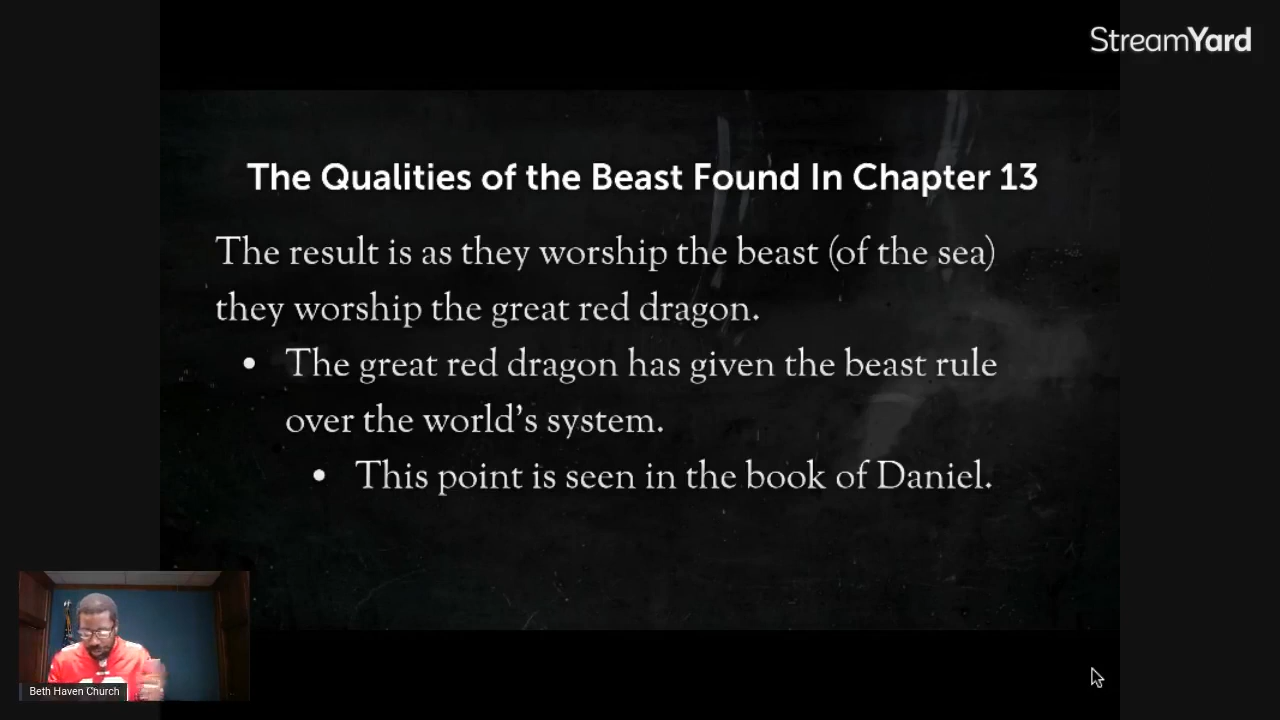 StreamYard
The Qualities of the Beast Found In Chapter 13
The result is as they worship the beast (of the sea)
they worship the great red dragon.
• The great red dragon has given the beast rule
over the world's system.
• This point is seen in the book of Daniel.
Beth Haven Church